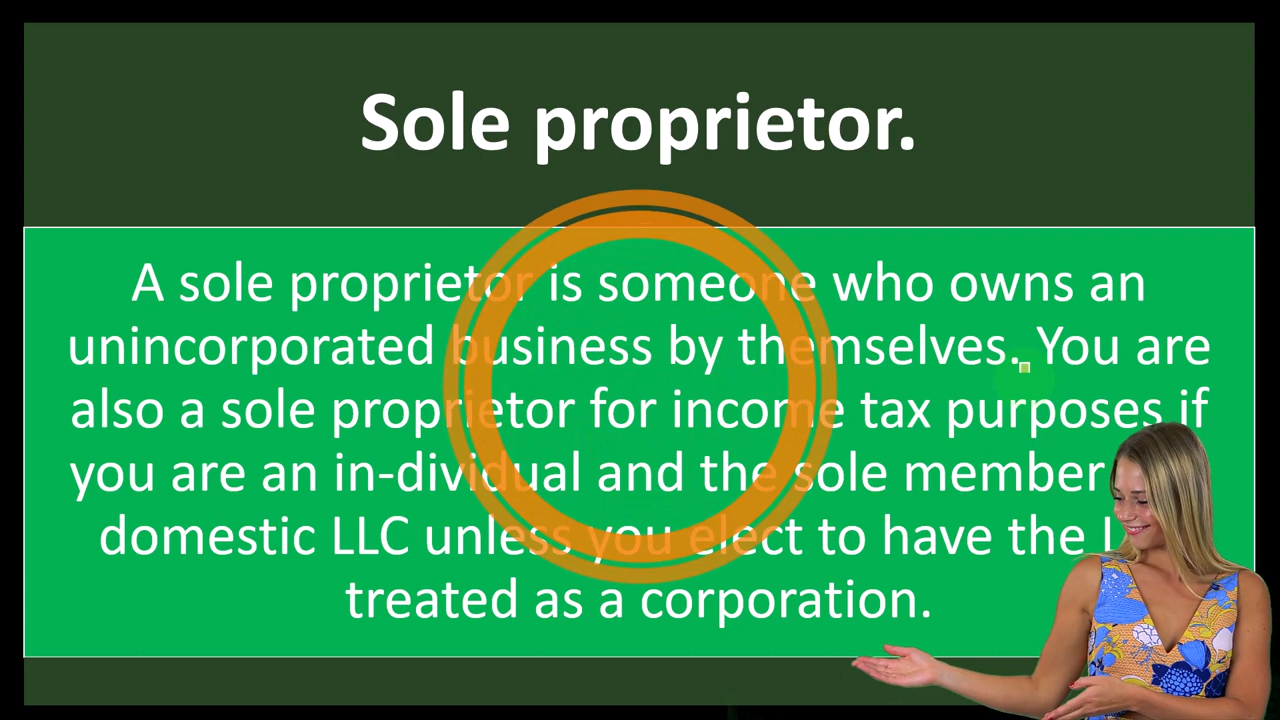 Sole proprietor.
A sole proprietor is someone who owns an
unincorporated business by themselves. You are
also a sole proprietor for income tax purposes if
you are an in-dividual and the sole member
domestic LLC unless you elect to have the
treated as a corporation.